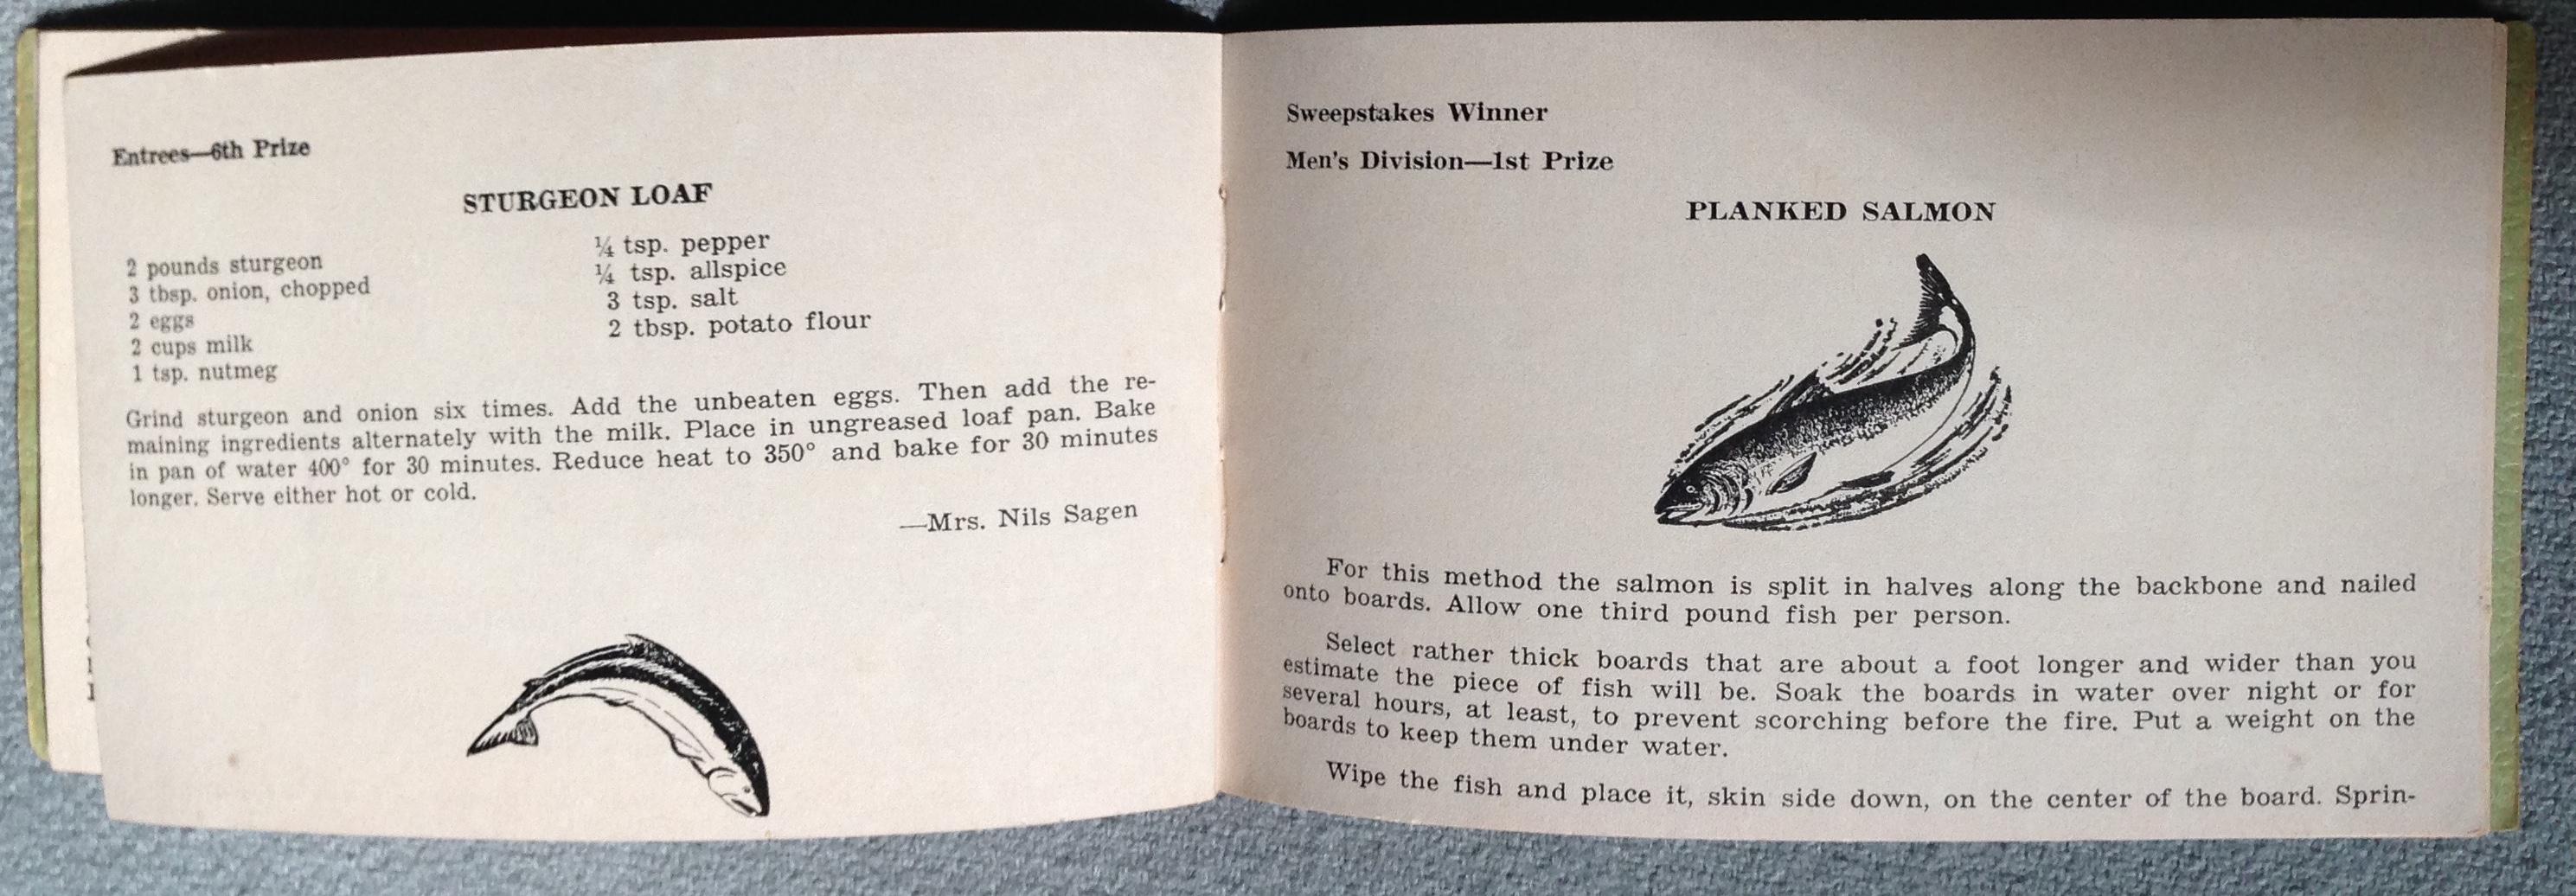 Entrees—6th Prize
STURGEON LOAF
2 pounds sturgeon
3 tbsp. onion, chopped
2 eggs
2 cups milk
1 tsp. nutmeg
¼ tsp. pepper
¼ tsp. allspice
3 tsp. salt
2 tbsp. potato flour
Grind sturgeon and onion six times. Add the unbeaten eggs. Then add the re-
maining ingredients alternately with the milk. Place in ungreased loaf pan. Bake
in pan of water 400° for 30 minutes. Reduce heat to 350° and bake for 30 minutes
longer. Serve either hot or cold.
—Mrs. Nils Sagen
Sweepstakes Winner
Men's Division—1st Prize
PLANKED SALMON
For this method the salmon is split in halves along the backbone and nailed
onto boards. Allow one third pound fish per person.
Select rather thick boards that are about a foot longer and wider than you
estimate the piece of fish will be. Soak the boards in water over night or for
several hours, at least, to prevent scorching before the fire. Put a weight on the
boards to keep them under water.
Wipe the fish and place it, skin side down, on the center of the board. Sprin-